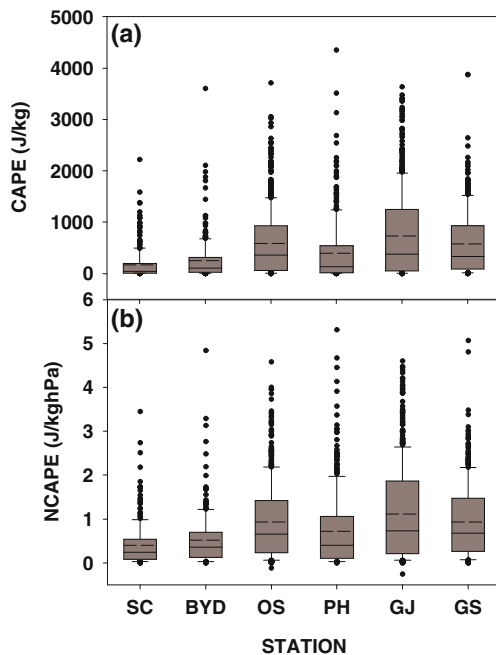 (a)
CAPE (J/kg)
5000
4000
3000
2000
1000
0
(b)
NCAPE (J/kghPa)
6
5
4
3
2
1
0
SC BYD OS PH GJ GS
STATION